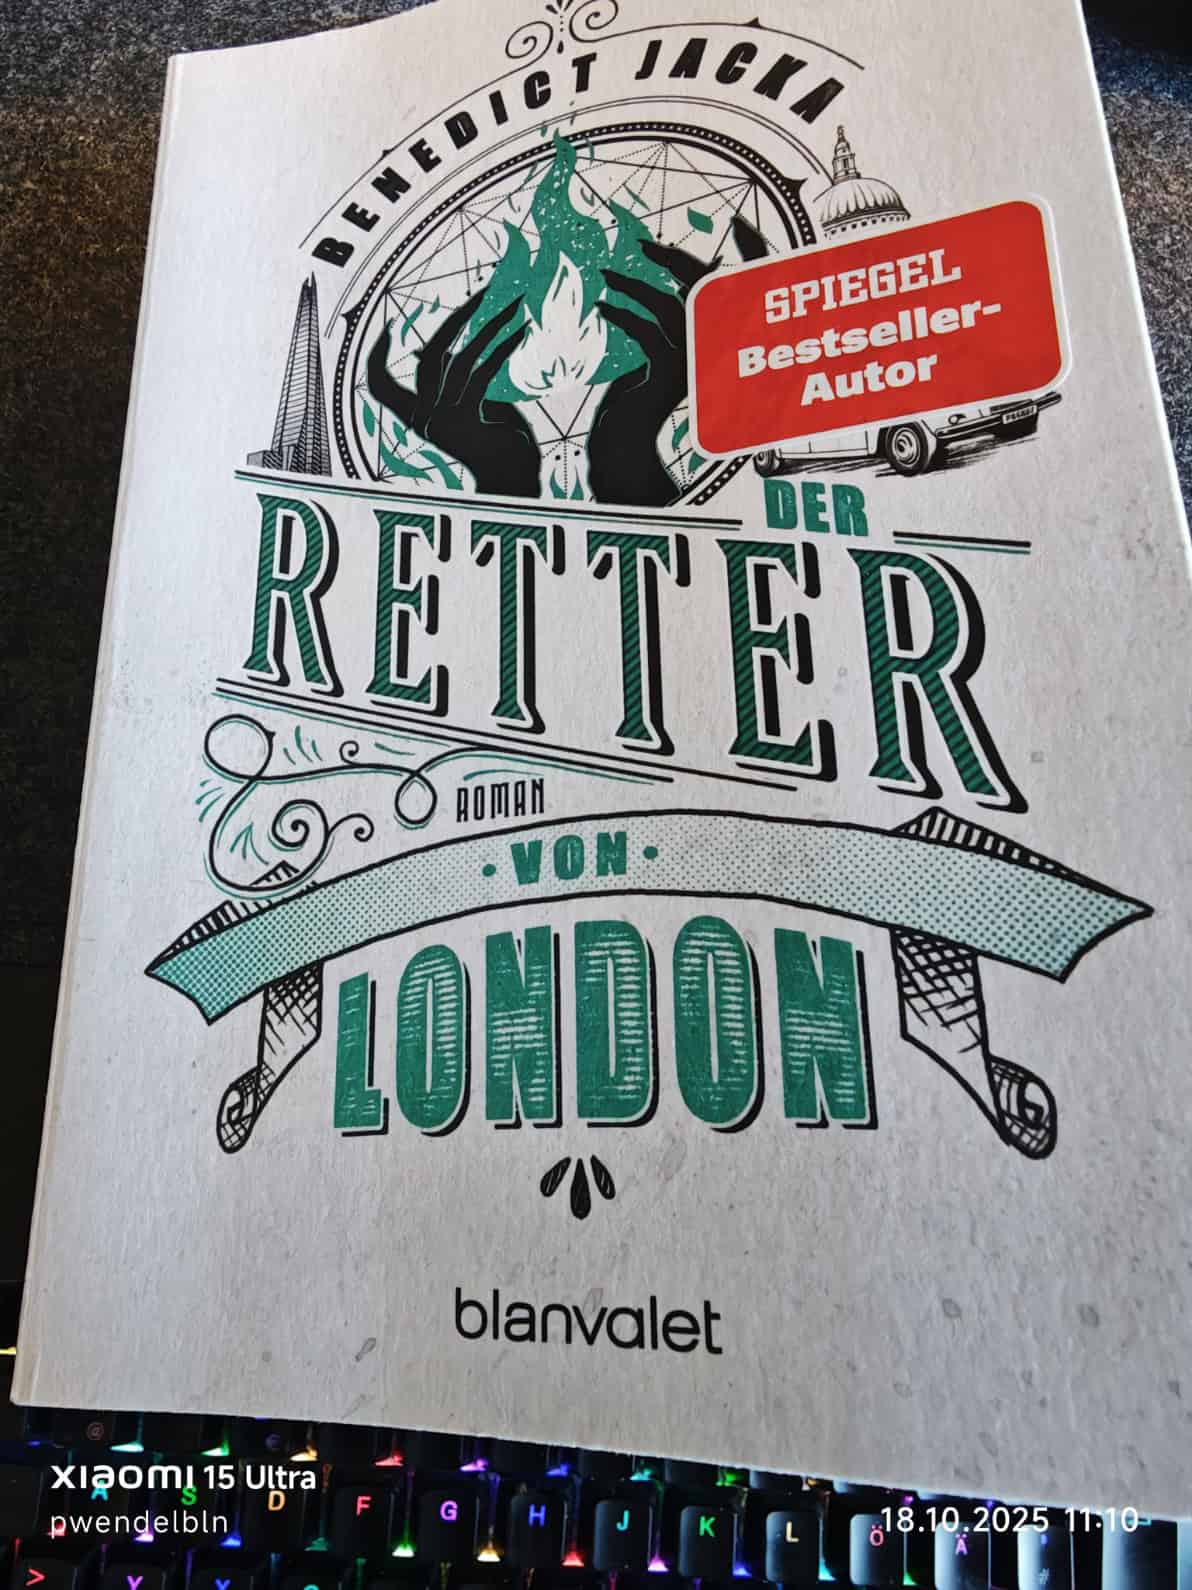 BENEDICT JACKA
SPIEGEL
Bestseller-
Autor
DER
RETTER
ROMAN
• VON •
LONDON
blanvalet
@
A S D F G H J K L Ö Ä
> Y X
xiaomi 15 Ultra
pwendelbln
18.10.2025 11:10